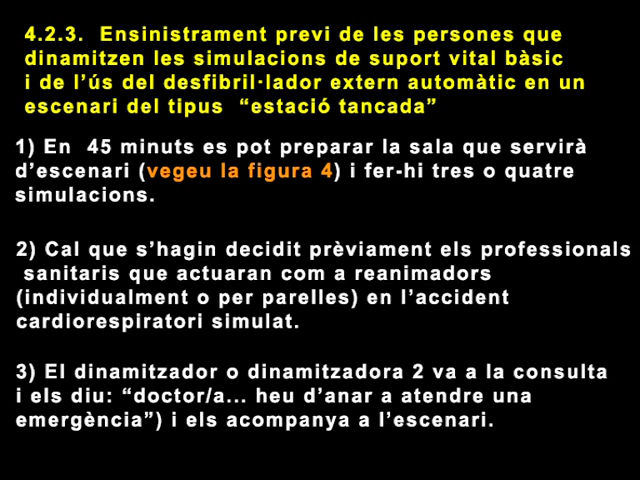 4.2.3.  Ensinistrament previ de les persones que
dinamitzen les simulacions de suport vital bàsic
i de l’ús del desfibril·lador extern automàtic en un
escenari del tipus  “estació tancada”
1) En  45 minuts es pot preparar la sala que servirà
d’escenari (vegeu la figura 4) i fer-hi tres o quatre
simulacions.
2) Cal que s’hagin decidit prèviament els professionals
sanitaris que actuaran com a reanimadors
(individualment o per parelles) en l’accident
cardiorespiratori simulat.
3) El dinamitzador o dinamitzadora 2 va a la consulta
i els diu: “doctor/a... heu d’anar a atendre una
emergència”) i els acompanya a l’escenari.